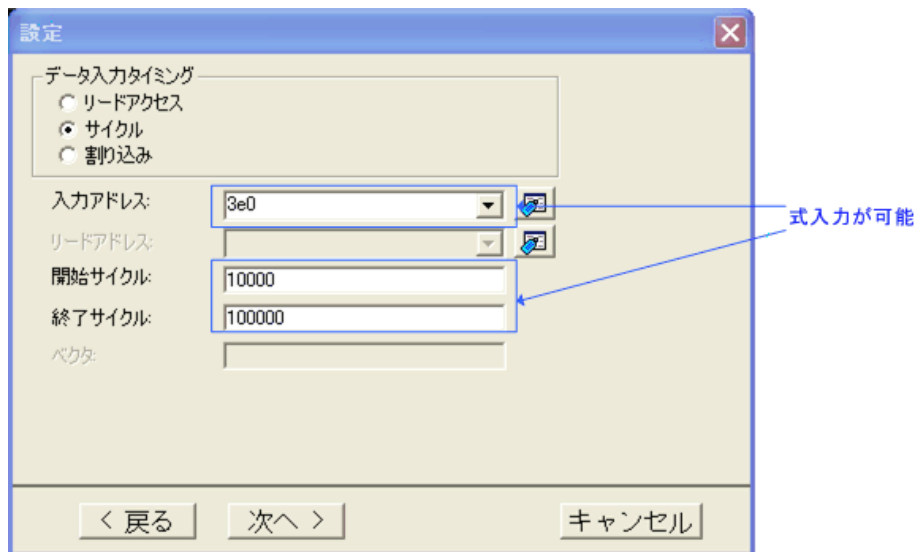 設定
データ入力タイミング
リードアクセス
サイクル
割り込み
入力アドレス: 3e0
式入力が可能
リードアドレス:
開始サイクル: 10000
終了サイクル: 100000
ベクタ:
< 戻る 次へ > キャンセル